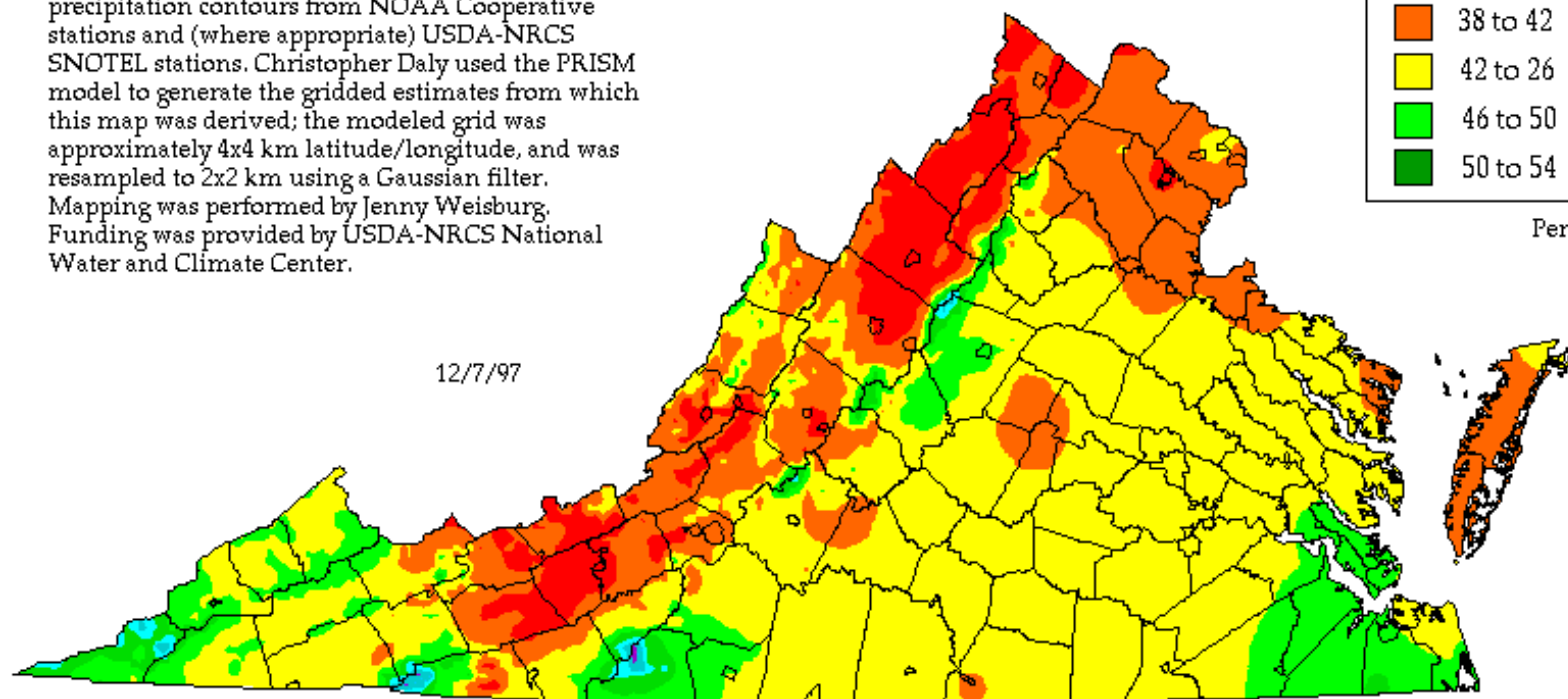 precipitation contours from NOAA Cooperative
stations and (where appropriate) USDA-NRCS
SNOTEL stations. Christopher Daly used the PRISM
model to generate the gridded estimates from which
this map was derived; the modeled grid was
approximately 4x4 km latitude/longitude, and was
resampled to 2x2 km using a Gaussian filter.
Mapping was performed by Jenny Weisburg.
Funding was provided by USDA-NRCS National
Water and Climate Center.
12/7/97
38 to 42
42 to 26
46 to 50
50 to 54
Per